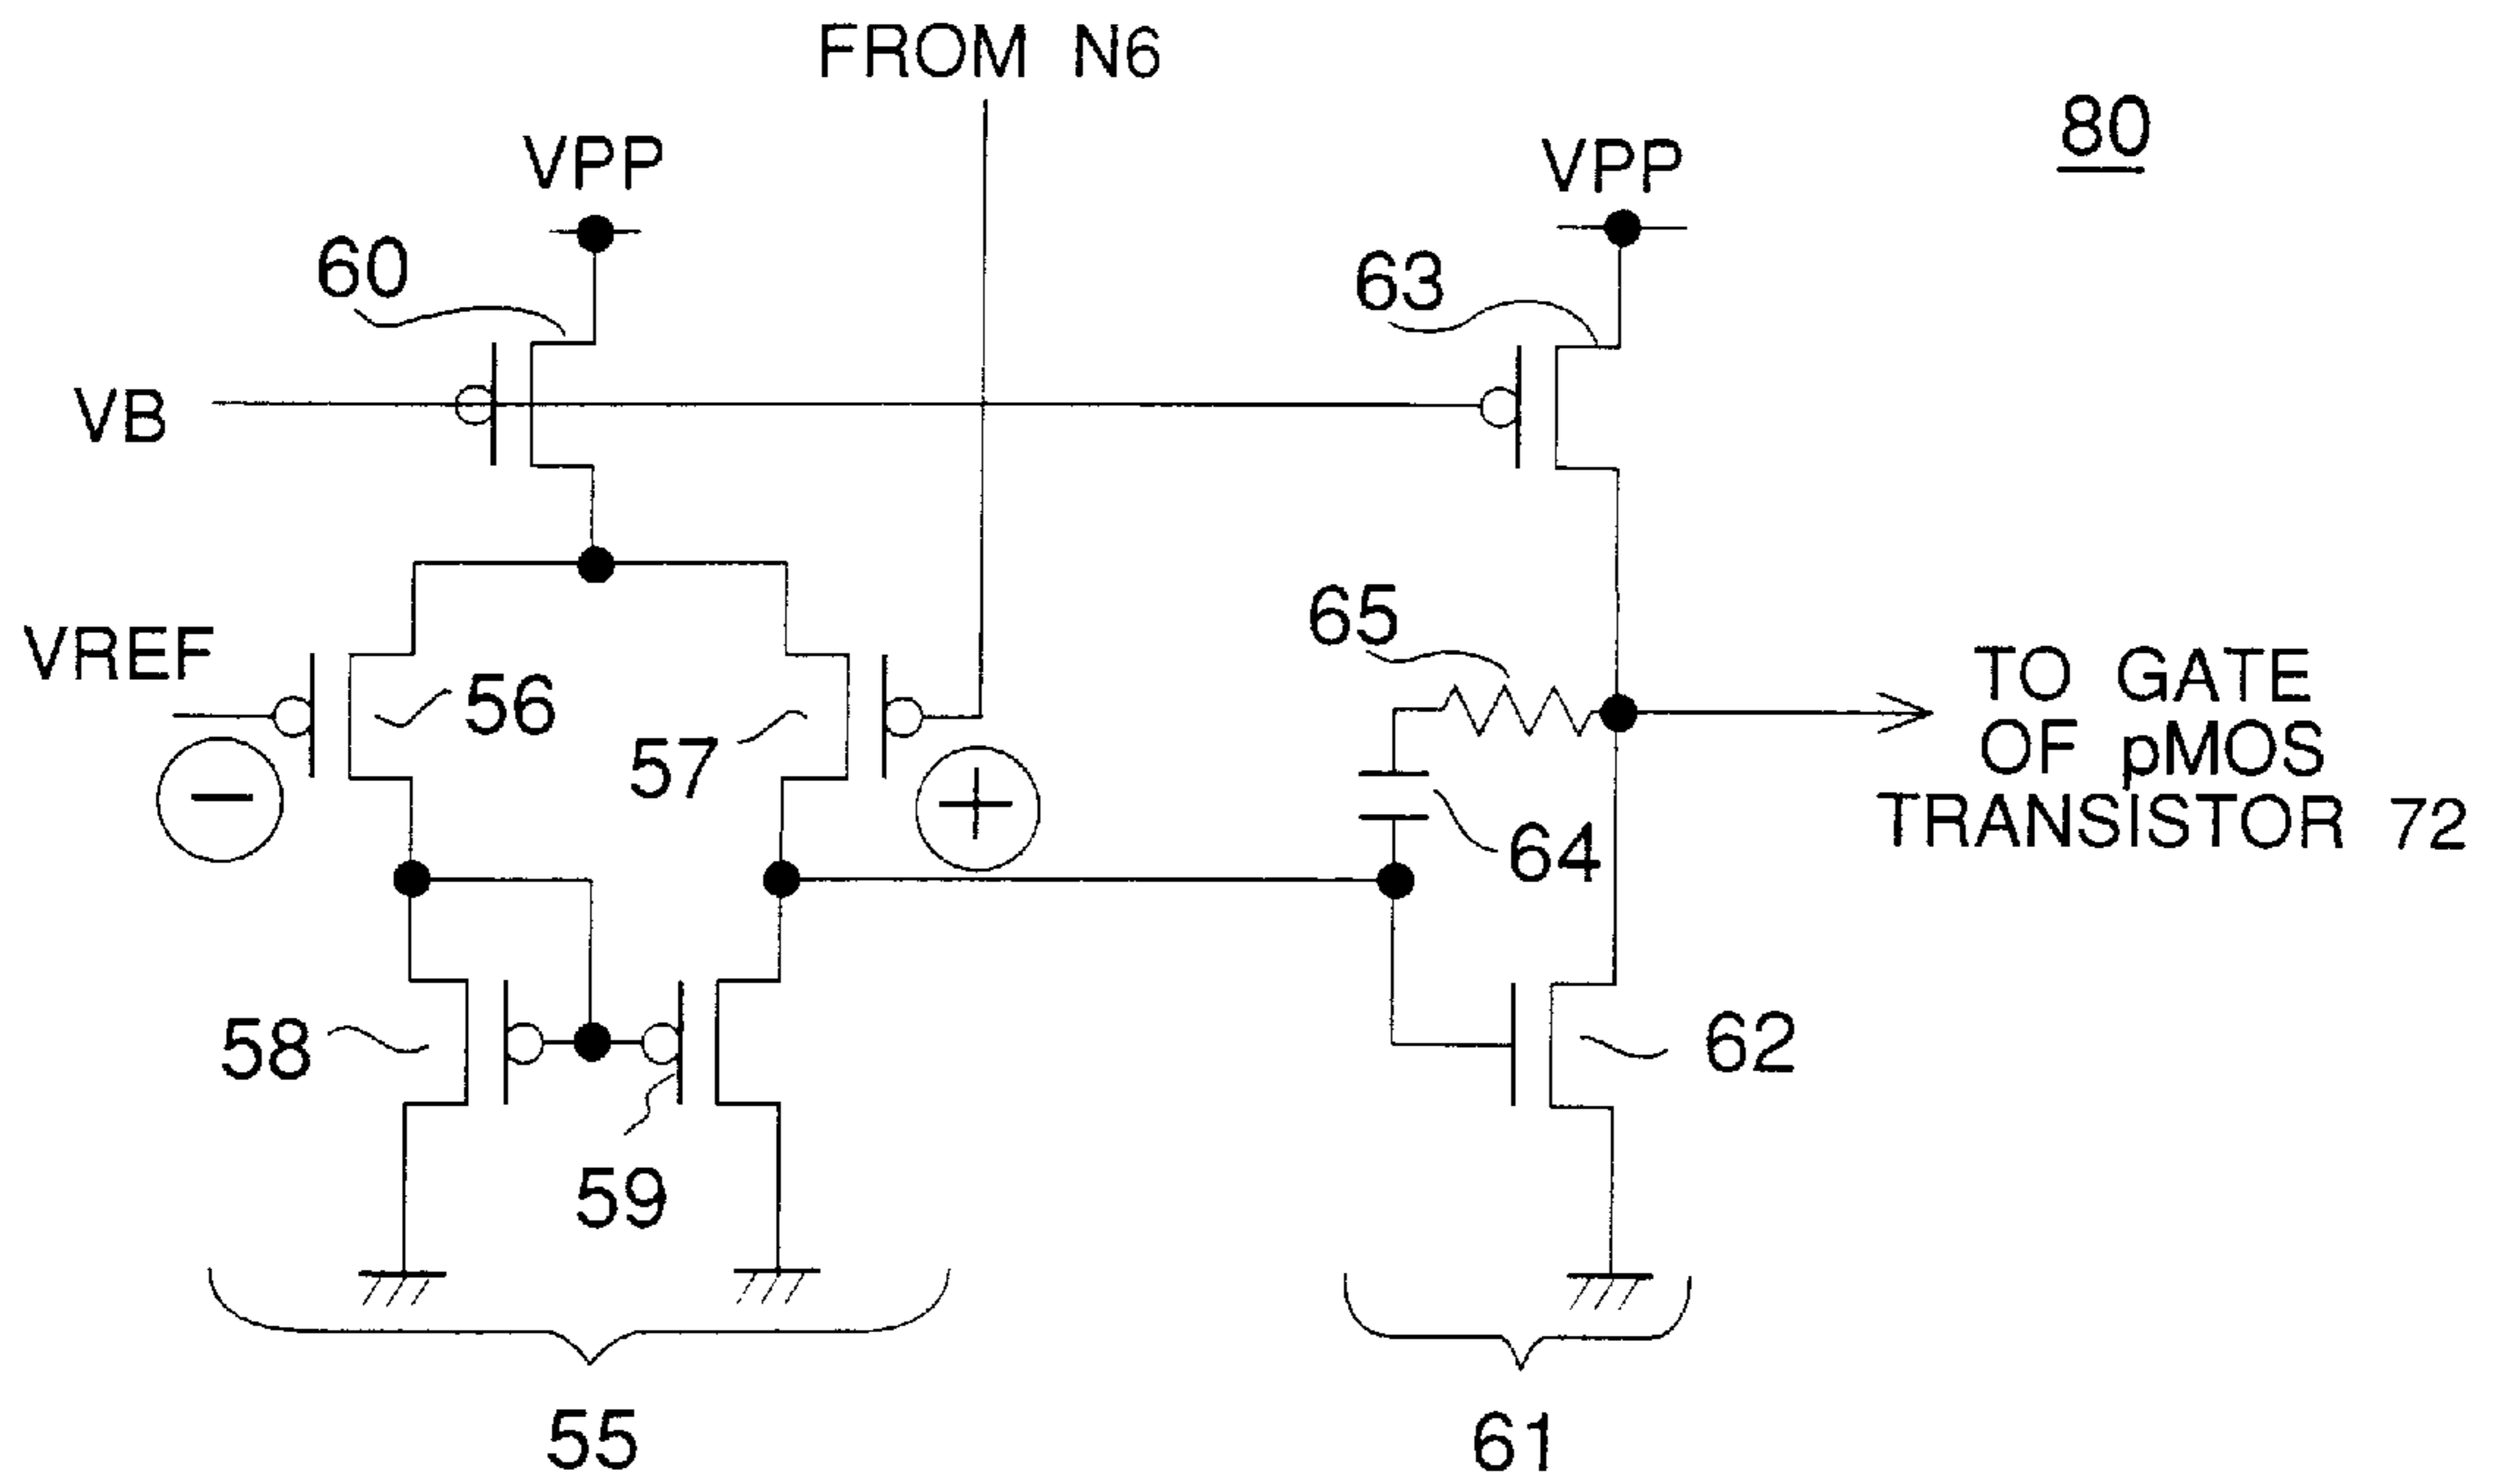 FROM N6
80
VPP
VPP
60
63
VB
65
VREF
56
57
TO GATE
OF pMOS
TRANSISTOR 72
−
+
64
58
59
62
55
61